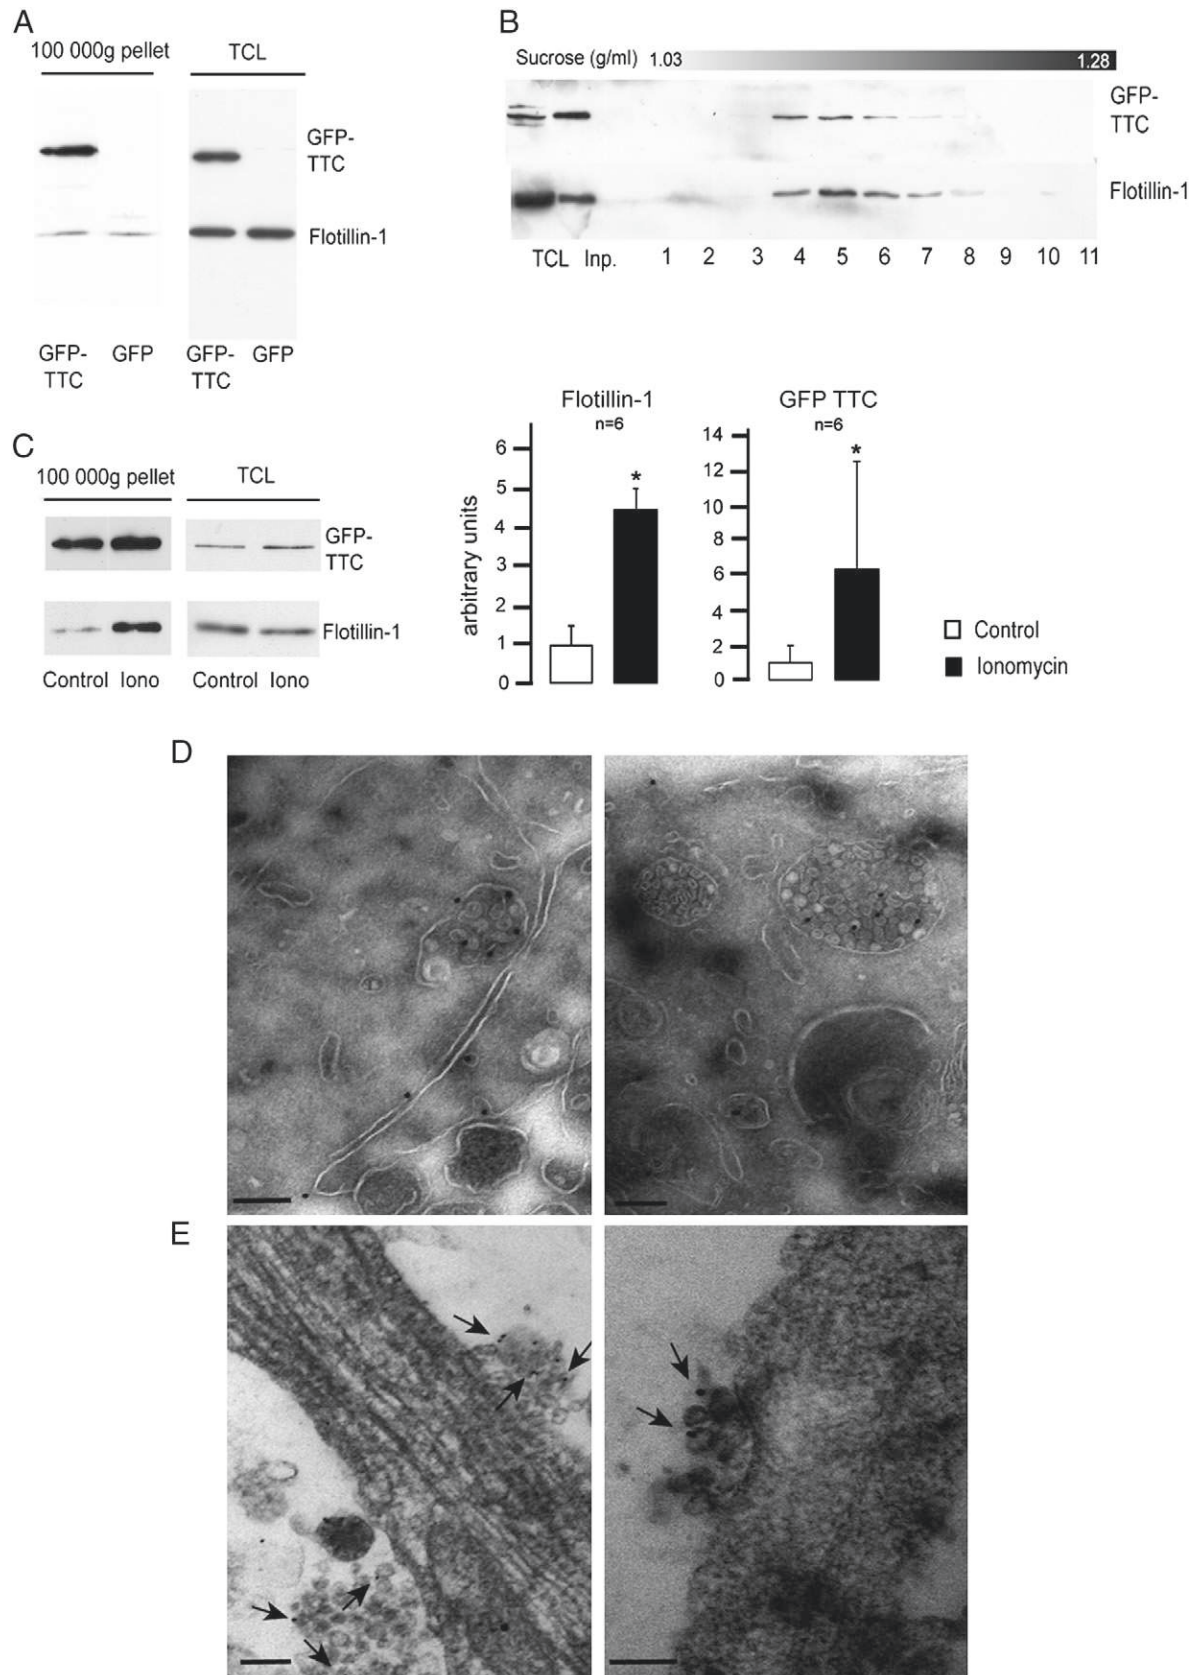 A
100 000g pellet
TCL
GFP-
TTC
Flotillin-1
GFP-
TTC
GFP
GFP-
TTC
GFP
B
Sucrose (g/ml)
1.03
1.28
GFP-
TTC
Flotillin-1
TCL Inp. 1 2 3 4 5 6 7 8 9 10 11
C
100 000g pellet
TCL
GFP-
TTC
Flotillin-1
Control Iono
Control Iono
Flotillin-1
n=6
arbitrary units
6
5
4
3
2
1
0
*
GFP TTC
n=6
14
12
10
8
6
4
2
0
*
Control
Ionomycin
D
E